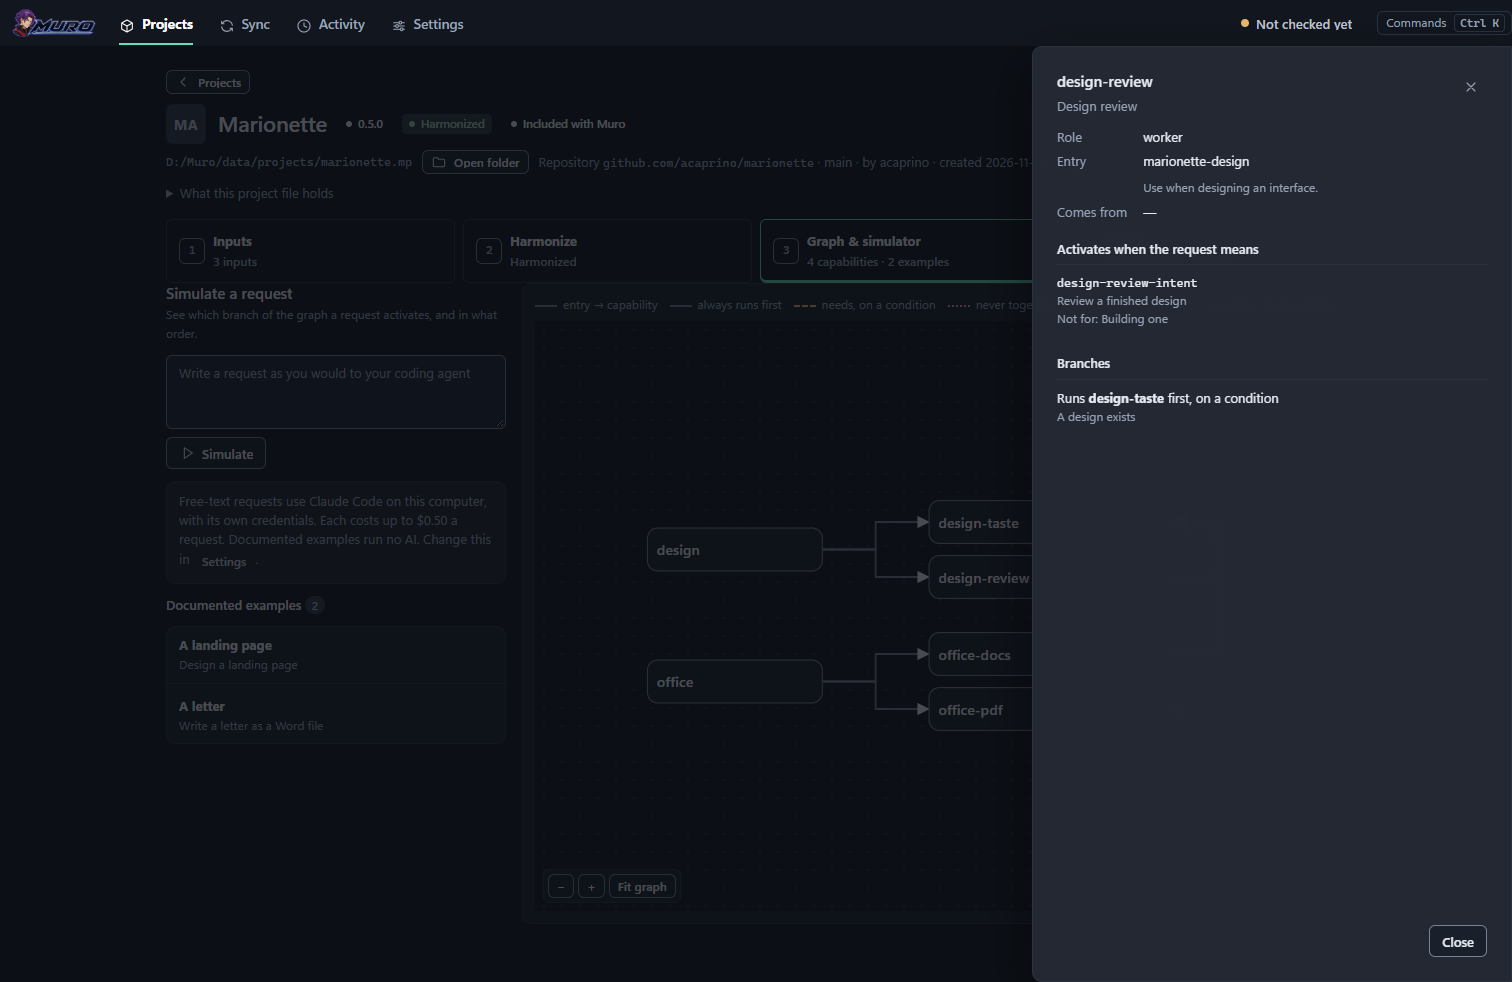 MURO
Projects
Sync
Activity
Settings
Not checked yet
Commands
Ctrl K
Projects
MA
Marionette
0.5.0
Harmonized
Included with Muro
D:/Muro/data/projects/marionette.mp
Open folder
Repository github.com/acaprino/marionette · main · by acaprino · created 2026-11-
What this project file holds
1
Inputs
3 inputs
2
Harmonize
Harmonized
3
Graph & simulator
4 capabilities · 2 examples
Simulate a request
See which branch of the graph a request activates, and in what
order.
Write a request as you would to your coding agent
Simulate
Free-text requests use Claude Code on this computer,
with its own credentials. Each costs up to $0.50 a
request. Documented examples run no AI. Change this
in Settings .
Documented examples 2
A landing page
Design a landing page
A letter
Write a letter as a Word file
entry → capability
always runs first
needs, on a condition
never toge
design
design-taste
design-review
office
office-docs
office-pdf
−
+
Fit graph
design-review
×
Design review
Role worker
Entry marionette-design
Use when designing an interface.
Comes from —
Activates when the request means
design-review-intent
Review a finished design
Not for: Building one
Branches
Runs design-taste first, on a condition
A design exists
Close